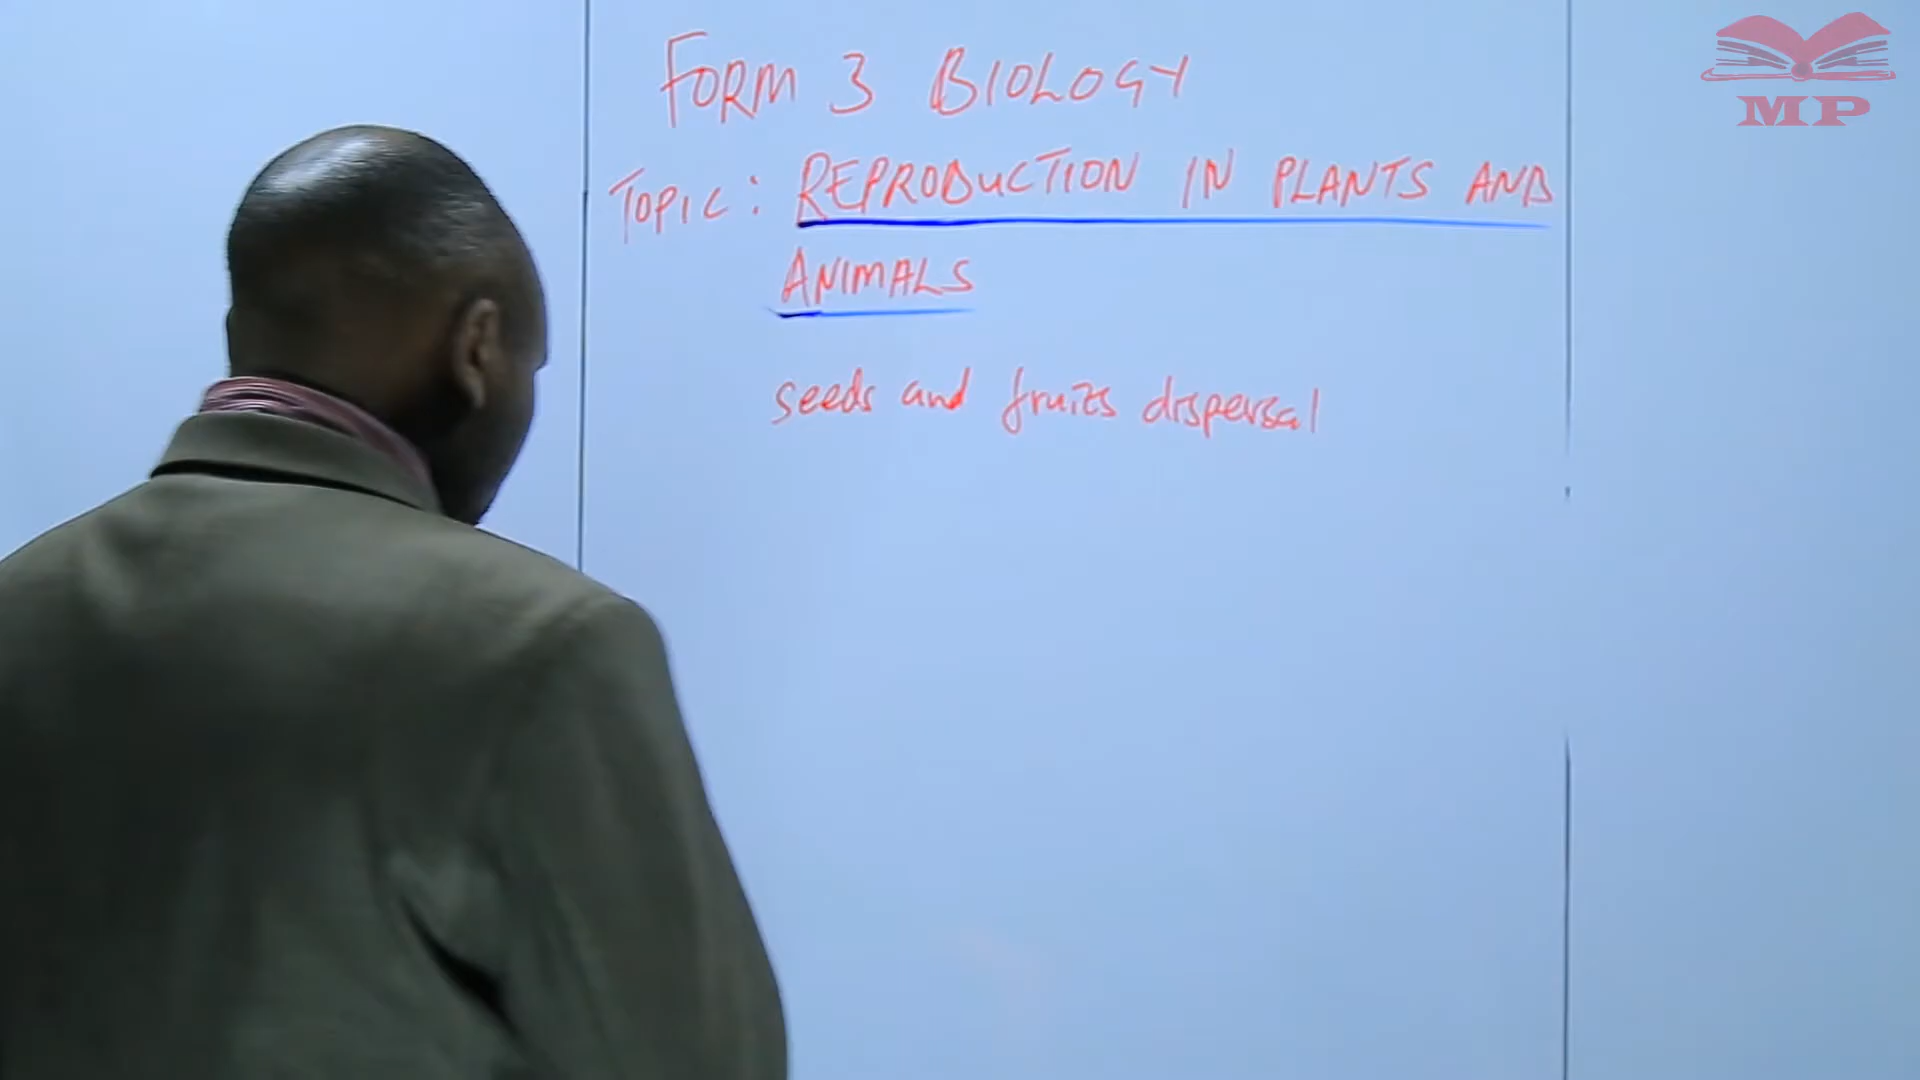 FORM 3 BIOLOGY
TOPIC: REPRODUCTION IN PLANTS AND
ANIMALS
seeds and fruits dispersal
MP